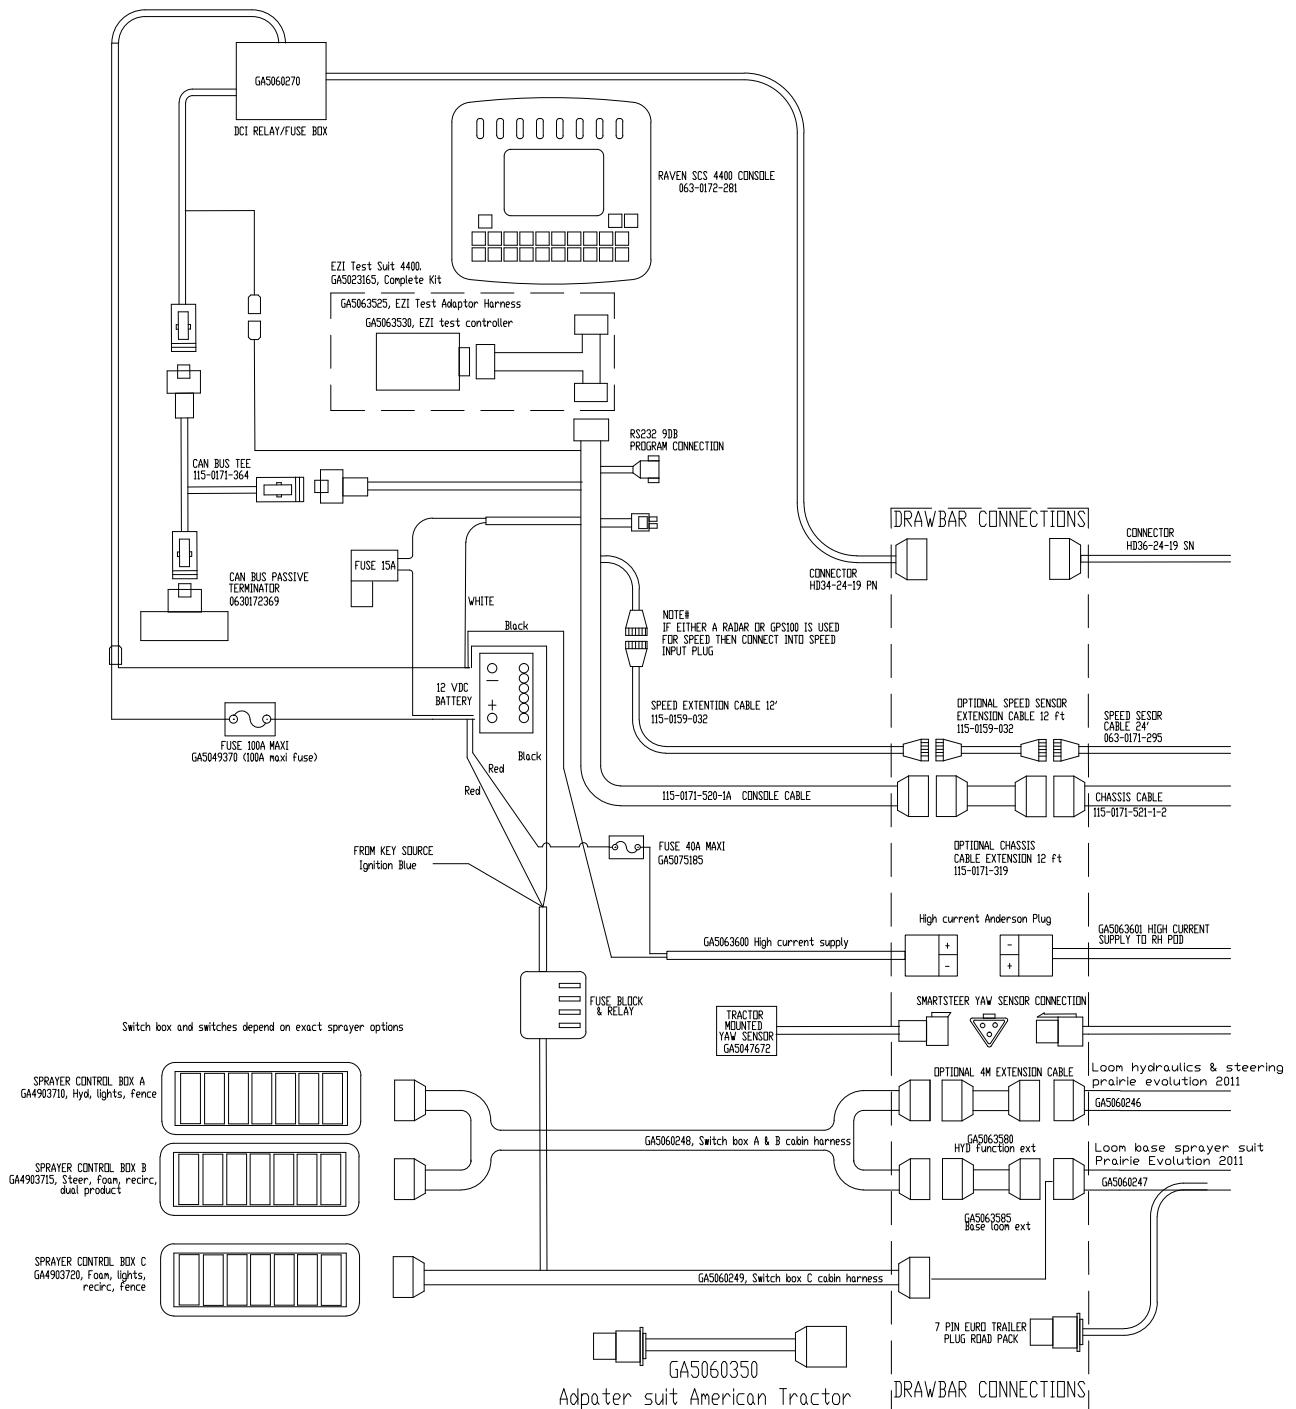 GA5060270
DCI RELAY/FUSE BOX
RAVEN SCS 4400 CONSOLE
063-0172-281
EZI Test Suit 4400.
GA5023165, Complete Kit
GA5063525, EZI Test Adaptor Harness
GA5063530, EZI test controller
RS232 9DB
PROGRAM CONNECTION
CAN BUS TEE
115-0171-364
DRAWBAR CONNECTIONS
CONNECTOR
HD36-24-19 SN
CONNECTOR
HD34-24-19 PN
FUSE 15A
CAN BUS PASSIVE
TERMINATOR
0630172369
WHITE
NOTE#
IF EITHER A RADAR OR GPS100 IS USED
FOR SPEED THEN CONNECT INTO SPEED
INPUT PLUG
Black
12 VDC
BATTERY
+
SPEED EXTENTION CABLE 12'
115-0159-032
OPTIONAL SPEED SENSOR
EXTENSION CABLE 12 ft
115-0159-032
SPEED SESOR
CABLE 24'
063-0171-295
FUSE 100A MAXI
GA5049370 (100A maxi fuse)
Black
Red
Red
115-0171-520-1A CONSOLE CABLE
CHASSIS CABLE
115-0171-521-1-2
FROM KEY SOURCE
Ignition Blue
FUSE 40A MAXI
GA5075185
OPTIONAL CHASSIS
CABLE EXTENSION 12 ft
115-0171-319
High current Anderson Plug
GA5063600 High current supply
+
-
-
+
GA5063601 HIGH CURRENT
SUPPLY TO RH POD
FUSE BLOCK
& RELAY
SMARTSTEER YAW SENSOR CONNECTION
TRACTOR
MOUNTED
YAW SENSOR
GA5047672
Switch box and switches depend on exact sprayer options
SPRAYER CONTROL BOX A
GA4903710, Hyd, lights, fence
OPTIONAL 4M EXTENSION CABLE
Loom hydraulics & steering
prairie evolution 2011
GA5060246
GA5060248, Switch box A & B cabin harness
GA5063580
HYD function ext
Loom base sprayer suit
Prairie Evolution 2011
GA5060247
SPRAYER CONTROL BOX B
GA4903715, Steer, foam, recirc,
dual product
GA5063585
Base loom ext
SPRAYER CONTROL BOX C
GA4903720, Foam, lights,
recirc, fence
GA5060249, Switch box C cabin harness
7 PIN EURO TRAILER
PLUG ROAD PACK
GA5060350
Adpater suit American Tractor
DRAWBAR CONNECTIONS